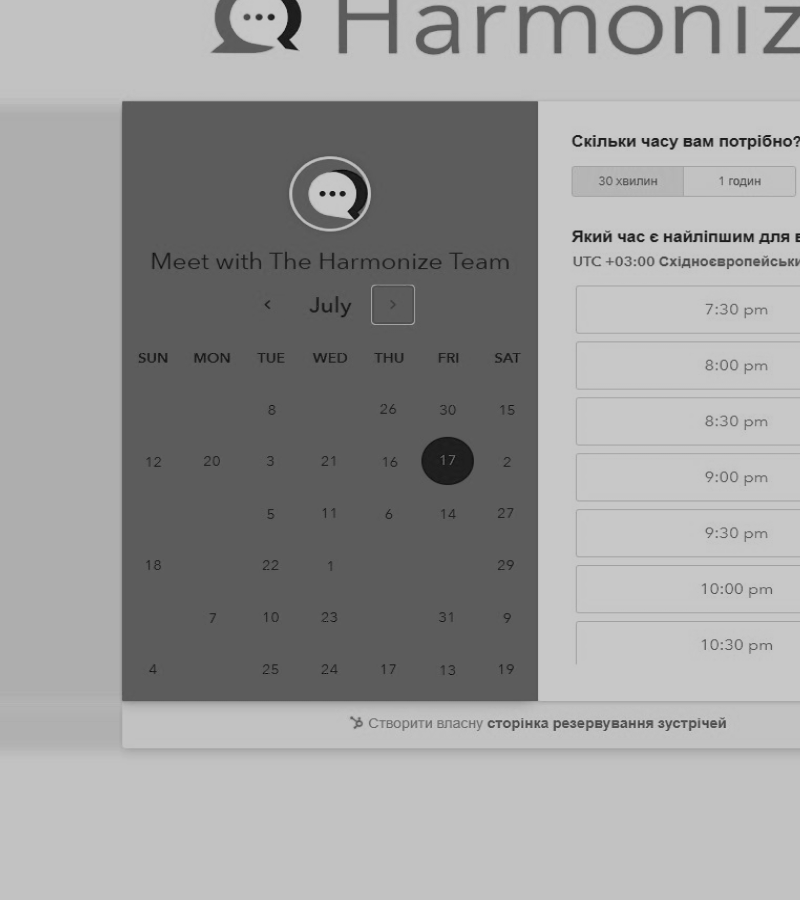 Harmoniz
Meet with The Harmonize Team
July
SUN MON TUE WED THU FRI SAT
8 26 30 15
12 20 3 21 16 17 2
5 11 6 14 27
18 22 1 29
7 10 23 31 9
4 25 24 17 13 19
Скільки часу вам потрібно?
30 хвилин 1 годин
Який час є найліпшим для в
UTC +03:00 Східноєвропейськи
7:30 pm
8:00 pm
8:30 pm
9:00 pm
9:30 pm
10:00 pm
10:30 pm
Створити власну сторінка резервування зустрічей